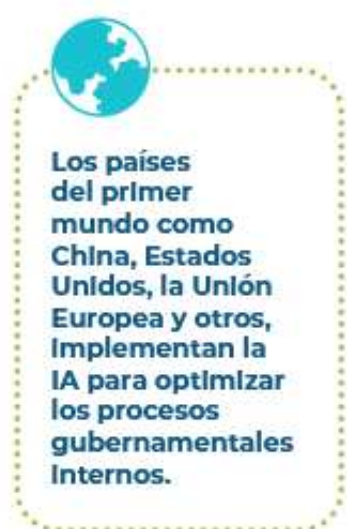 Los países
del primer
mundo como
China, Estados
Unidos, la Unión
Europea y otros,
implementan la
IA para optimizar
los procesos
gubernamentales
internos.